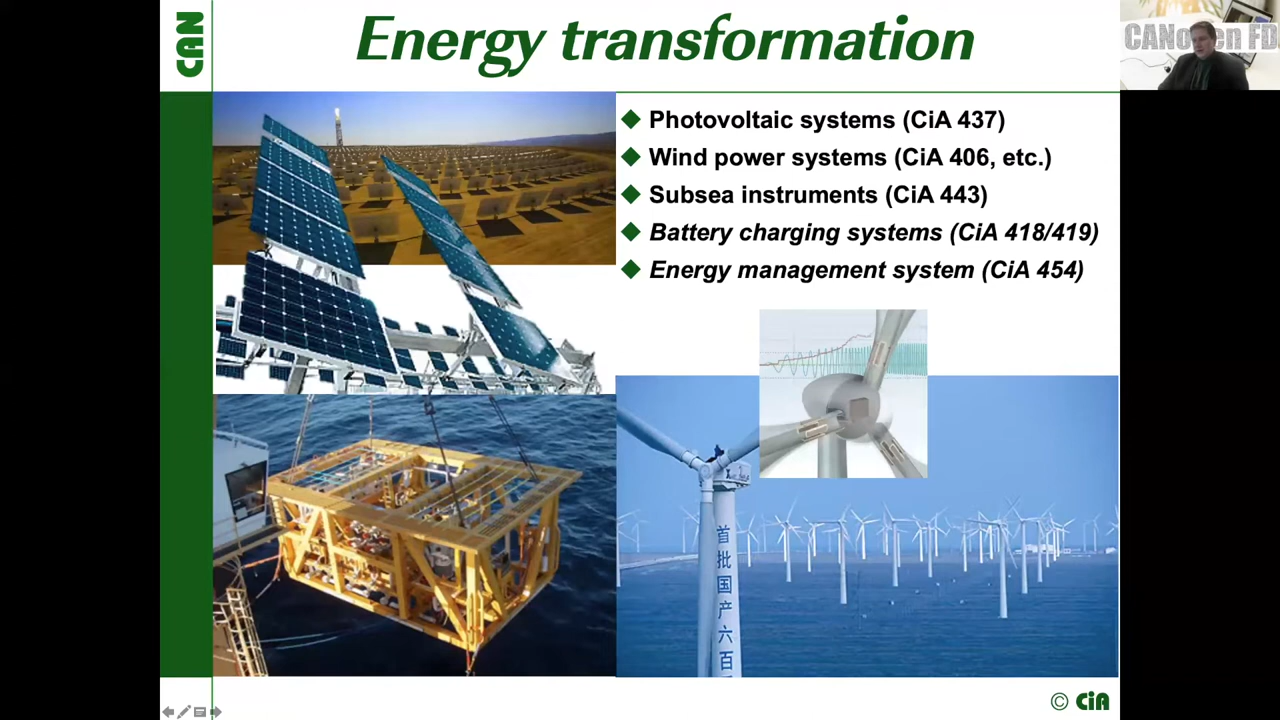 CAN
Energy transformation
CANopen FD
Photovoltaic systems (CiA 437)
Wind power systems (CiA 406, etc.)
Subsea instruments (CiA 443)
Battery charging systems (CiA 418/419)
Energy management system (CiA 454)
首批国产六百
© CiA